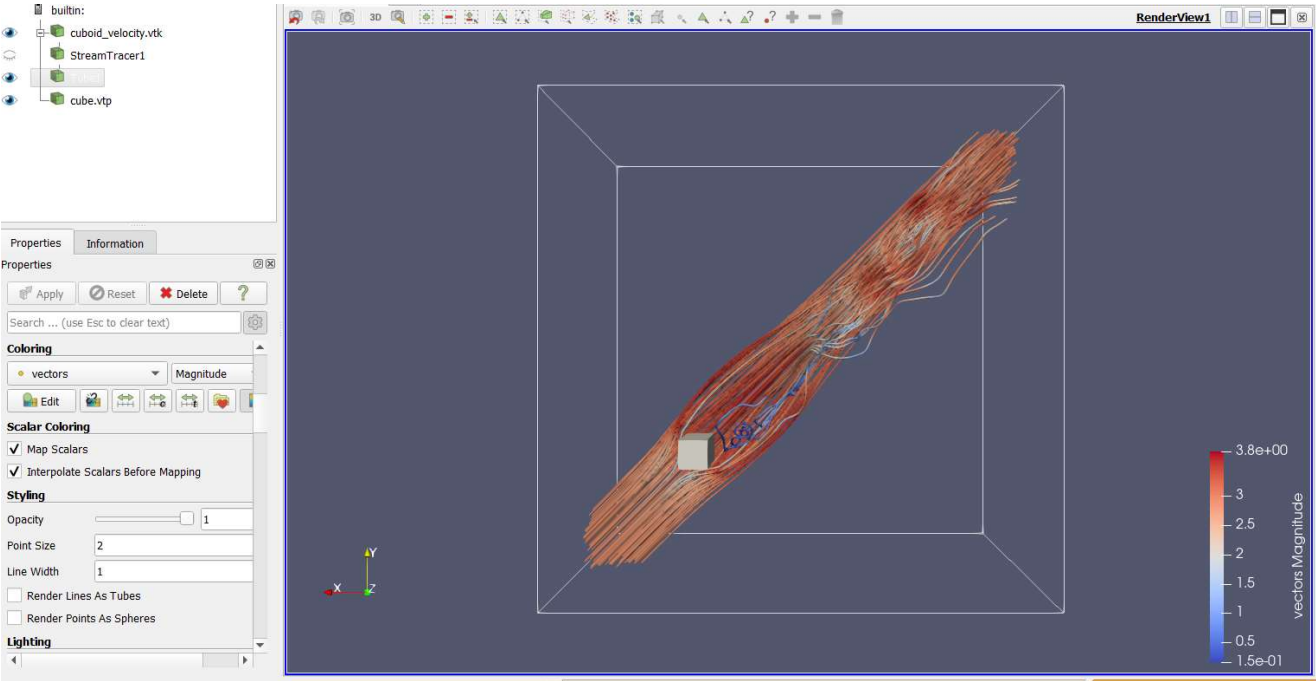 builtin:
cuboid_velocity.vtk
StreamTracer1
cube.vtp
Properties
Information
Properties
Apply
Reset
Delete
?
Search ... (use Esc to clear text)
Coloring
vectors
Magnitude
Edit
Scalar Coloring
Map Scalars
Interpolate Scalars Before Mapping
Styling
Opacity
1
Point Size
2
Line Width
1
Render Lines As Tubes
Render Points As Spheres
Lighting
3D
RenderView1
Y
X
Z
3.8e+00
3
2.5
2
1.5
1
0.5
1.5e-01
vectors Magnitude